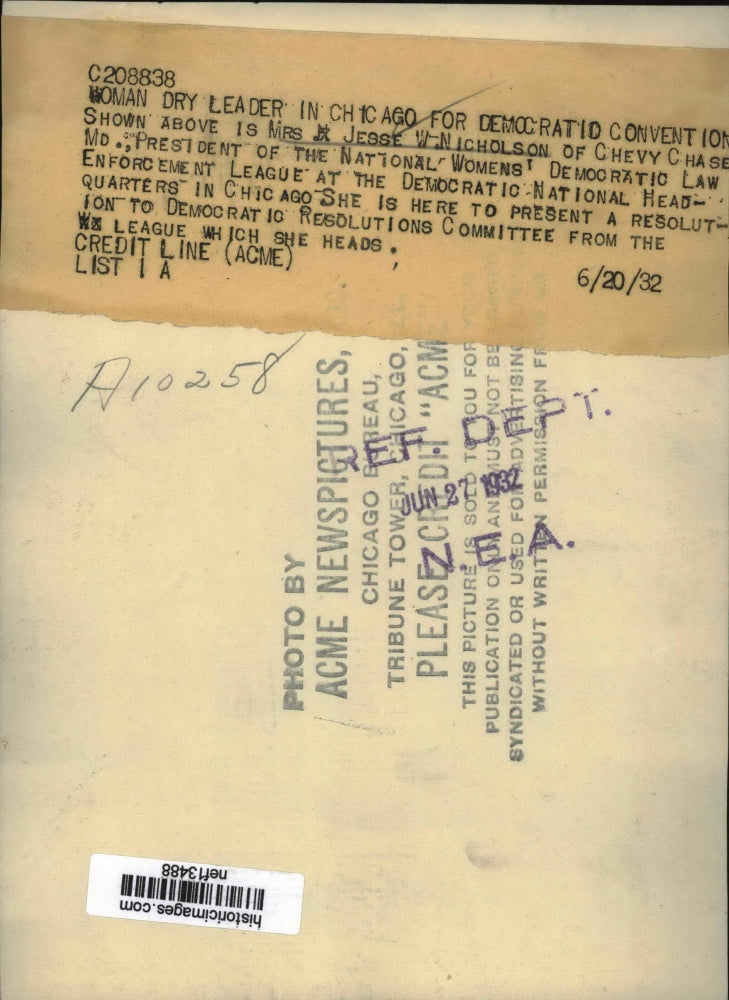 C208838
WOMAN DRY LEADER IN CHICAGO FOR DEMOCRATIC CONVENTION
SHOWN ABOVE IS MRS JESSE W. NICHOLSON OF CHEVY CHASE
MD., PRESIDENT OF THE NATIONAL WOMENS' DEMOCRATIC LAW
ENFORCEMENT LEAGUE AT THE DEMOCRATIC NATIONAL HEAD-
QUARTERS IN CHICAGO SHE IS HERE TO PRESENT A RESOLUT-
ION TO DEMOCRATIC RESOLUTIONS COMMITTEE FROM THE
LEAGUE WHICH SHE HEADS.
CREDIT LINE (ACME)
LIST 1 A 6/20/32
A10258
PHOTO BY
ACME NEWSPICTURES,
CHICAGO BUREAU,
TRIBUNE TOWER, CHICAGO,
PLEASE CREDIT "ACME
THIS PICTURE IS SOLD TO YOU FOR
PUBLICATION ONLY AND MUST NOT BE
SYNDICATED OR USED FOR ADVERTISING
WITHOUT WRITTEN PERMISSION
REF. DEPT.
JUN 27 1932
N.E.A.
historicimages.com
nef13488